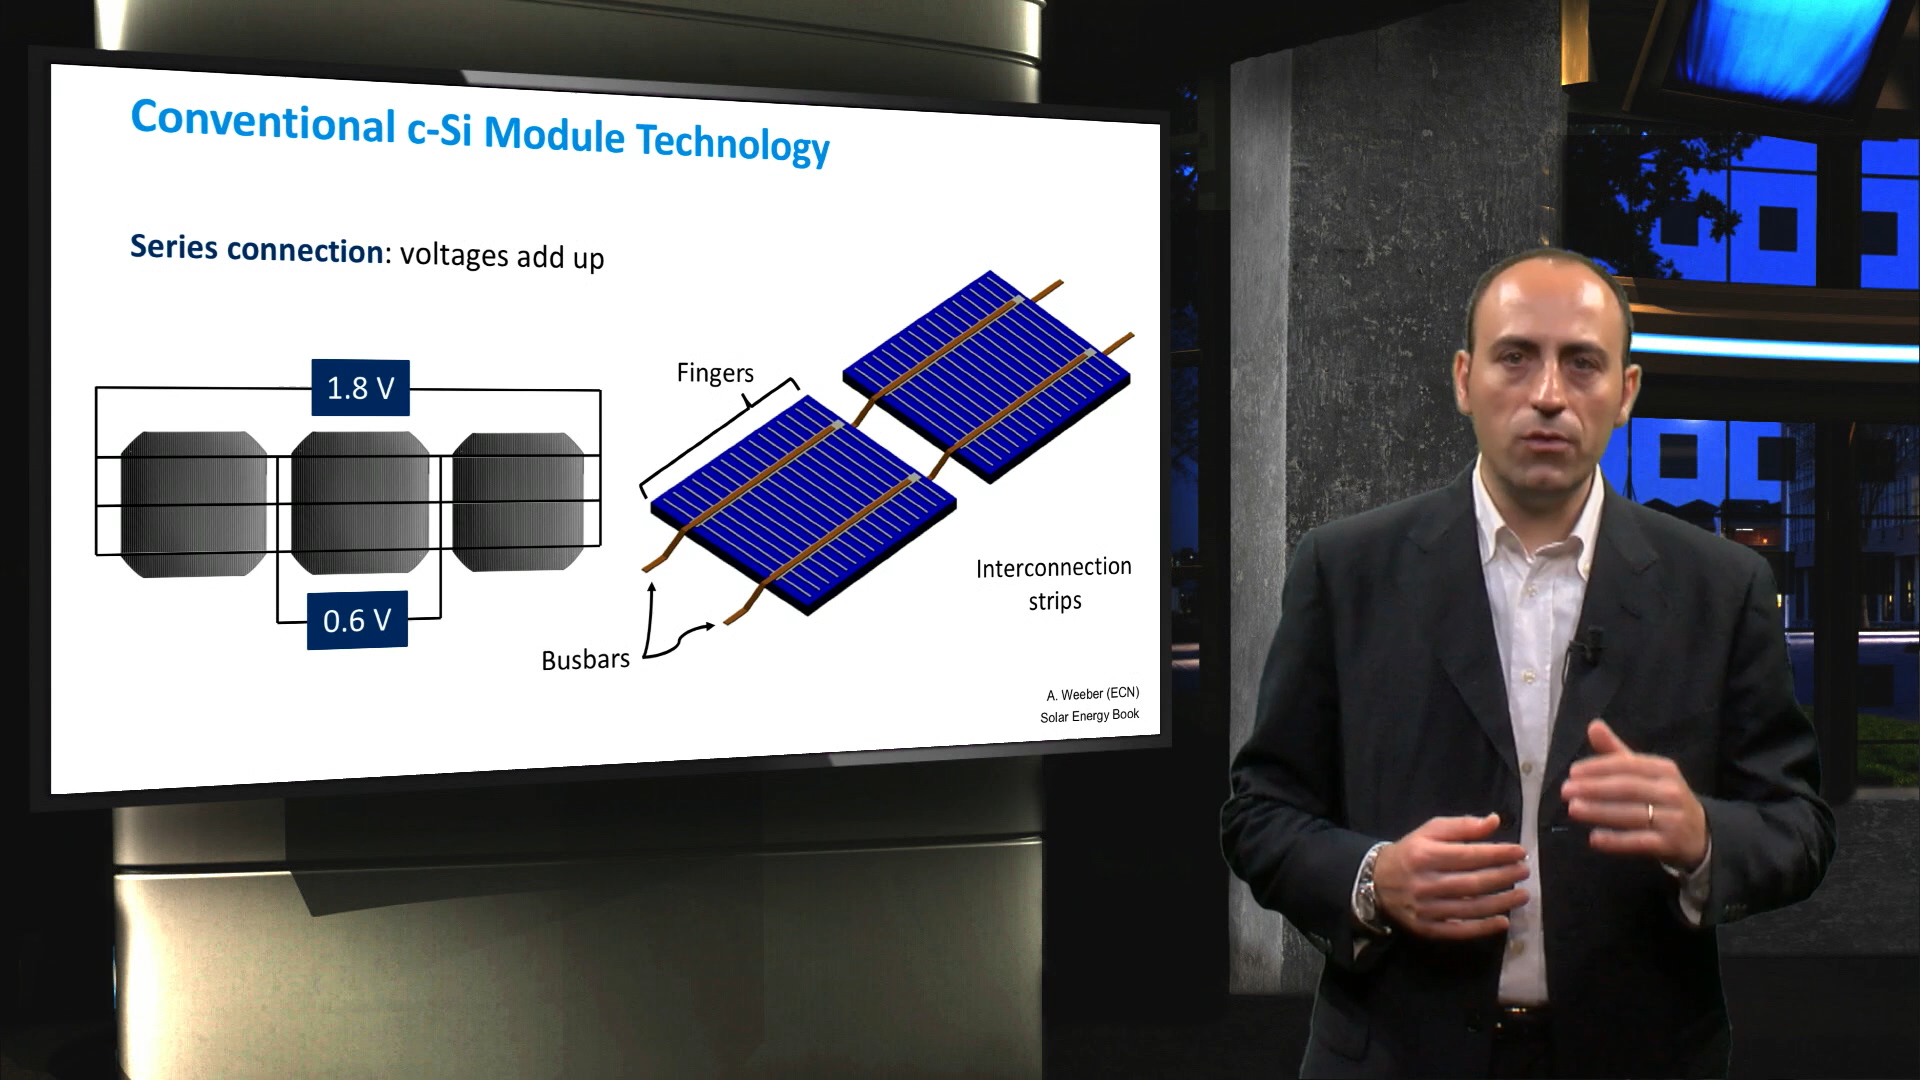 Conventional c-Si Module Technology
Series connection: voltages add up
1.8 V
0.6 V
Fingers
Busbars
Interconnection
strips
A. Weeber (ECN)
Solar Energy Book